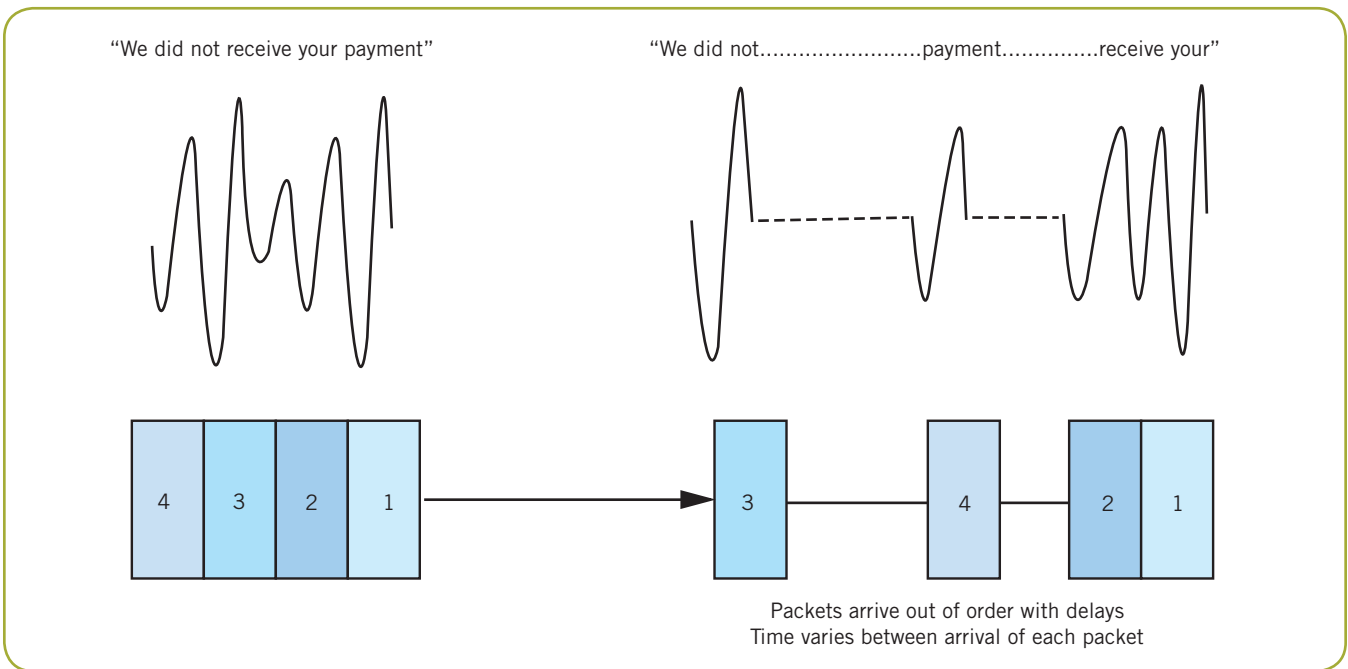 “We did not receive your payment”
“We did not........................payment...............receive your”
4 3 2 1
3 4 2 1
Packets arrive out of order with delays
Time varies between arrival of each packet